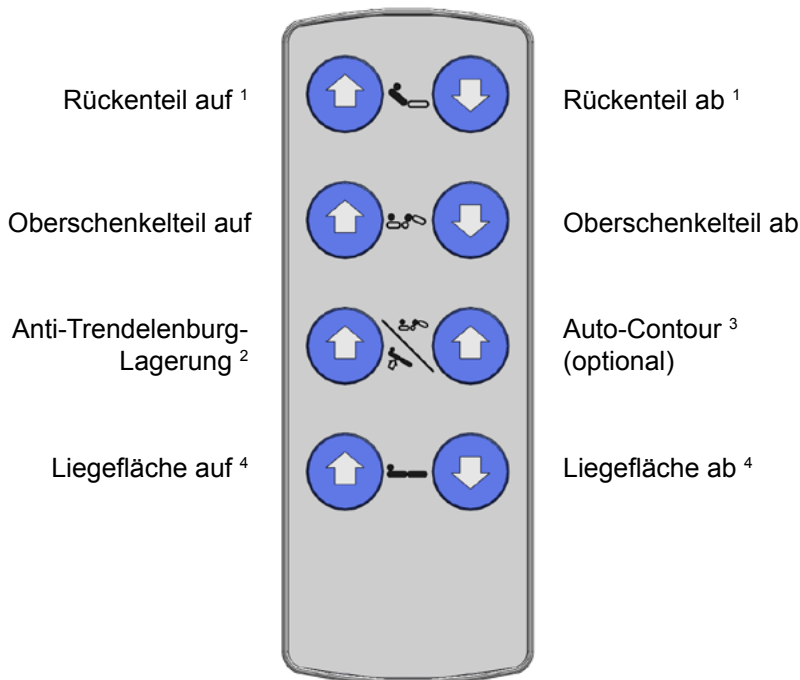 Rückenteil auf ¹
Rückenteil ab ¹
Oberschenkelteil auf
Oberschenkelteil ab
Anti-Trendelenburg-
Lagerung ²
Auto-Contour ³
(optional)
Liegefläche auf ⁴
Liegefläche ab ⁴